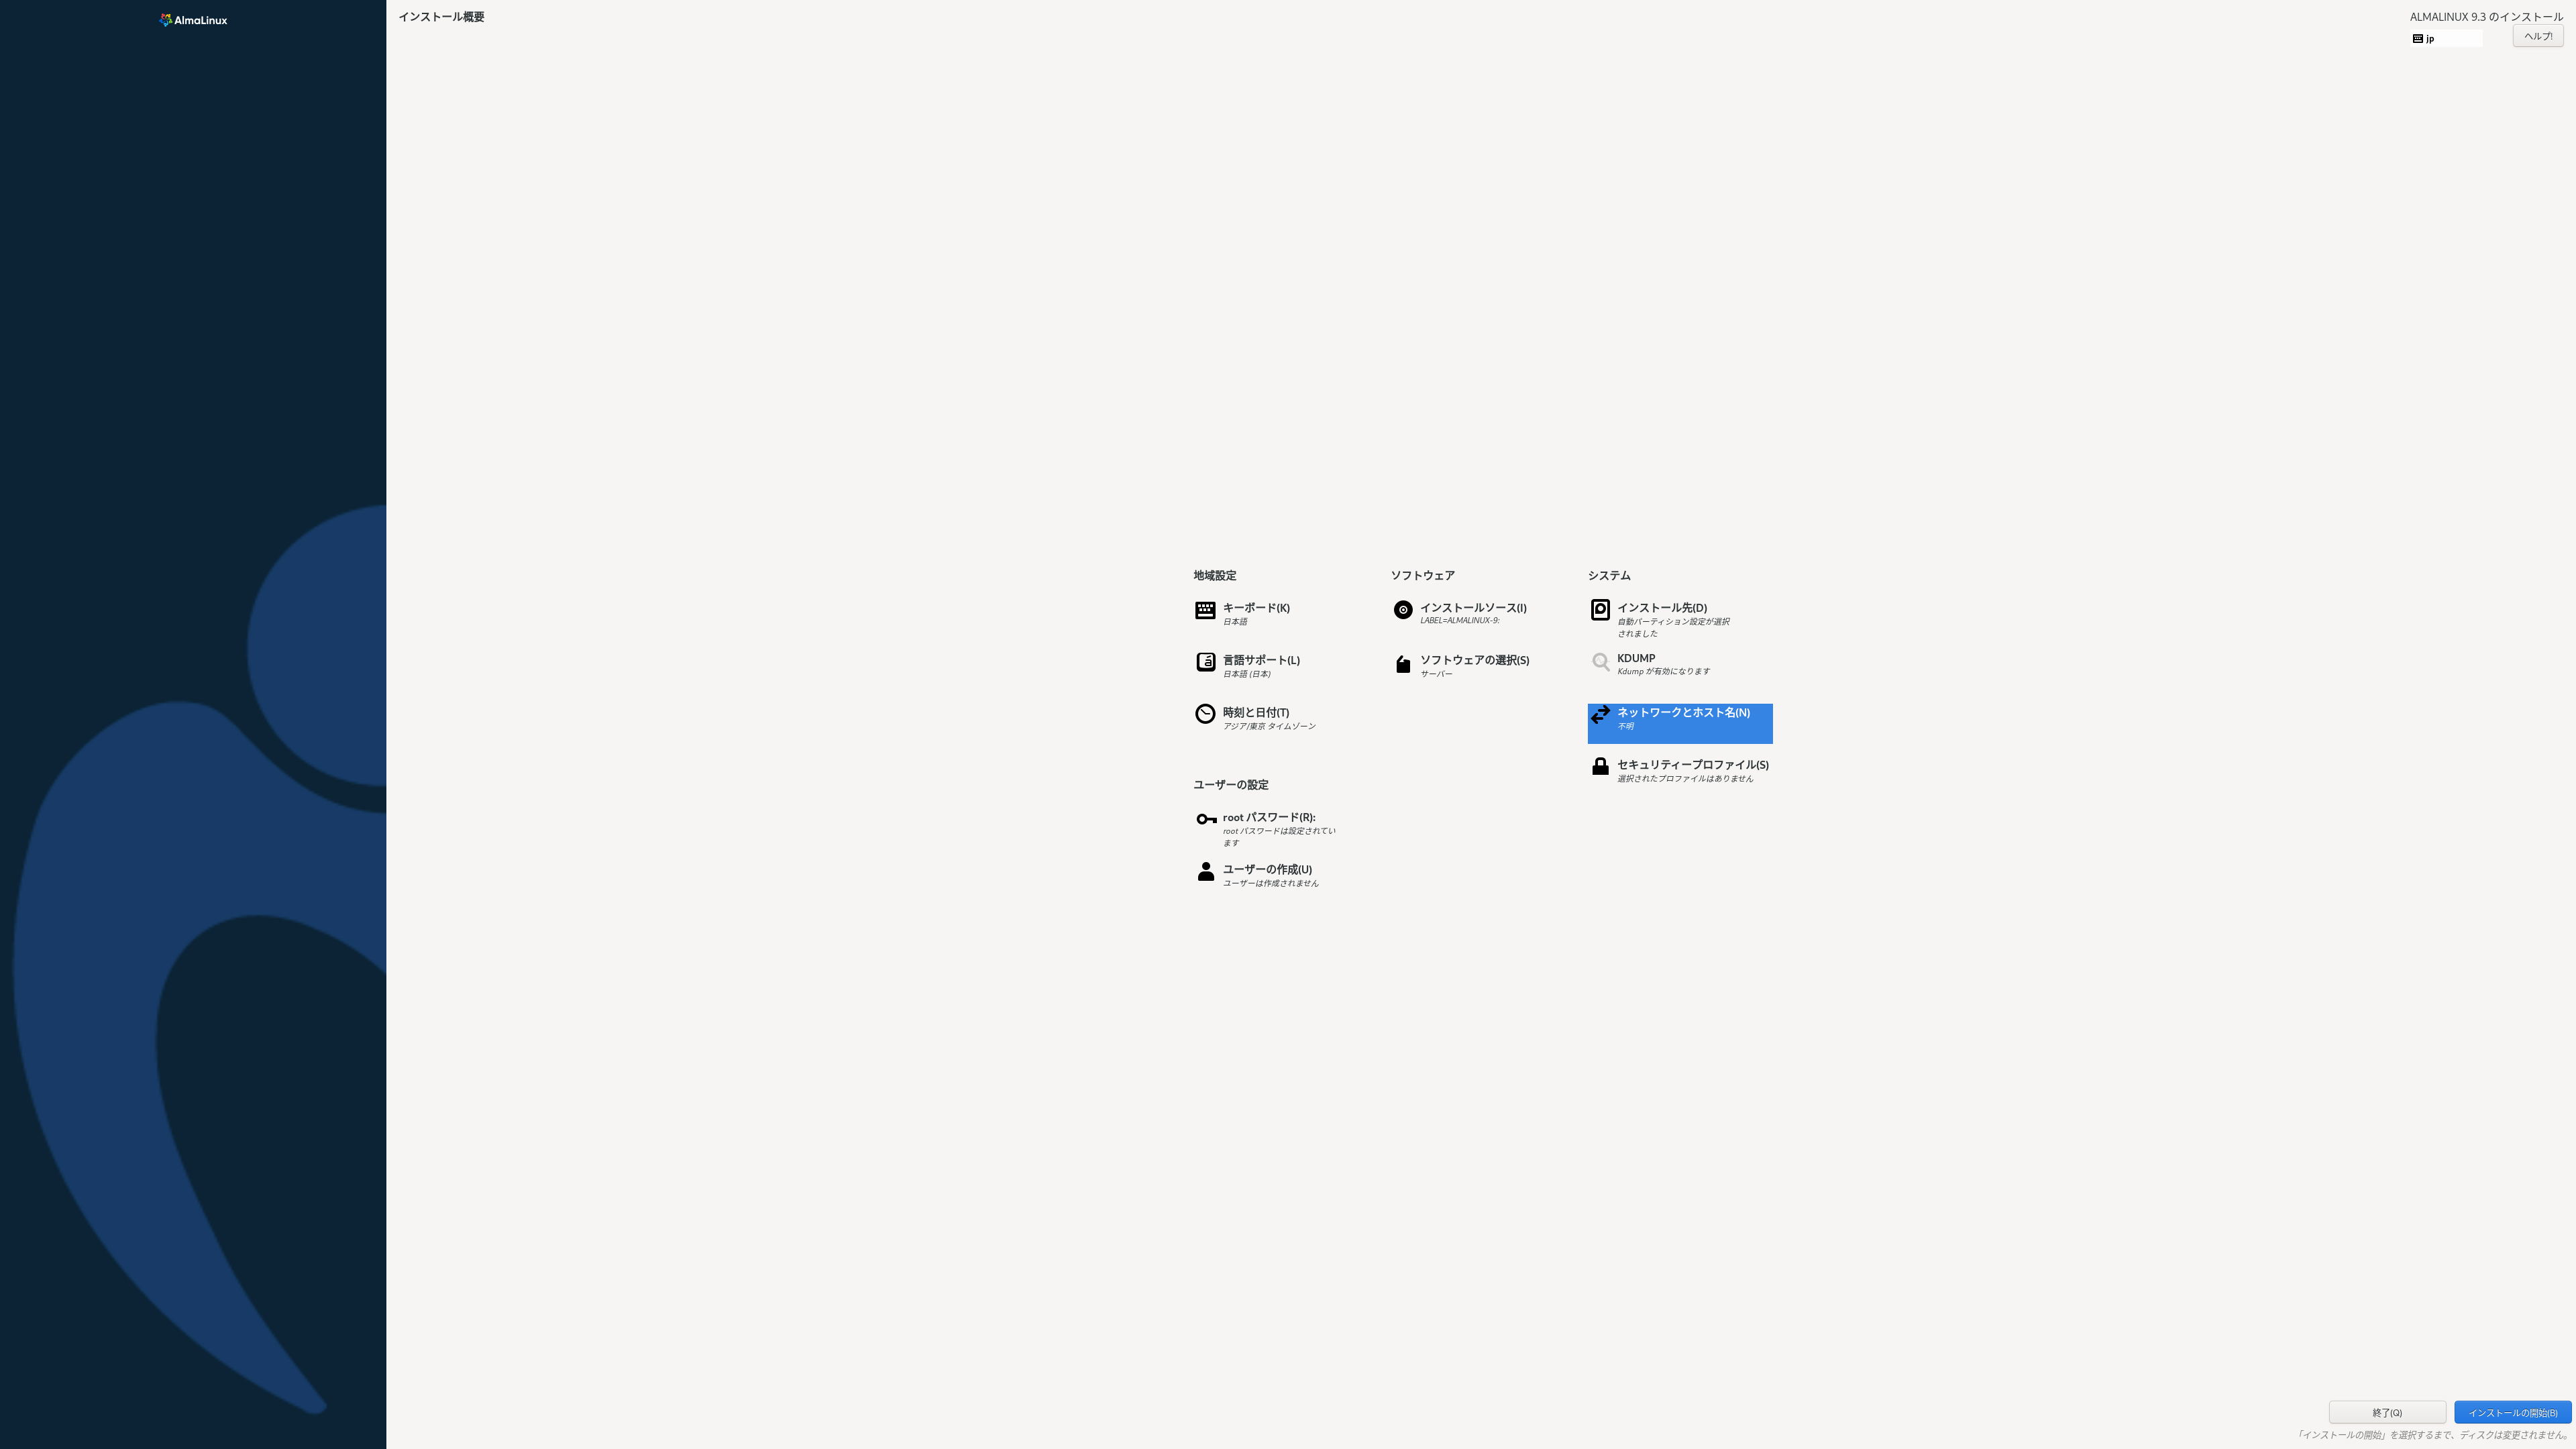 AlmaLinux
インストール概要
ALMALINUX 9.3 のインストール
jp
ヘルプ!
地域設定
キーボード(K)
日本語
言語サポート(L)
日本語 (日本)
時刻と日付(T)
アジア/東京 タイムゾーン
ソフトウェア
インストールソース(I)
LABEL=ALMALINUX-9:
ソフトウェアの選択(S)
サーバー
システム
インストール先(D)
自動パーティション設定が選択
されました
KDUMP
Kdump が有効になります
ネットワークとホスト名(N)
不明
セキュリティープロファイル(S)
選択されたプロファイルはありません
ユーザーの設定
root パスワード(R):
root パスワードは設定されてい
ます
ユーザーの作成(U)
ユーザーは作成されません
終了(Q)
インストールの開始(B)
「インストールの開始」を選択するまで、ディスクは変更されません。